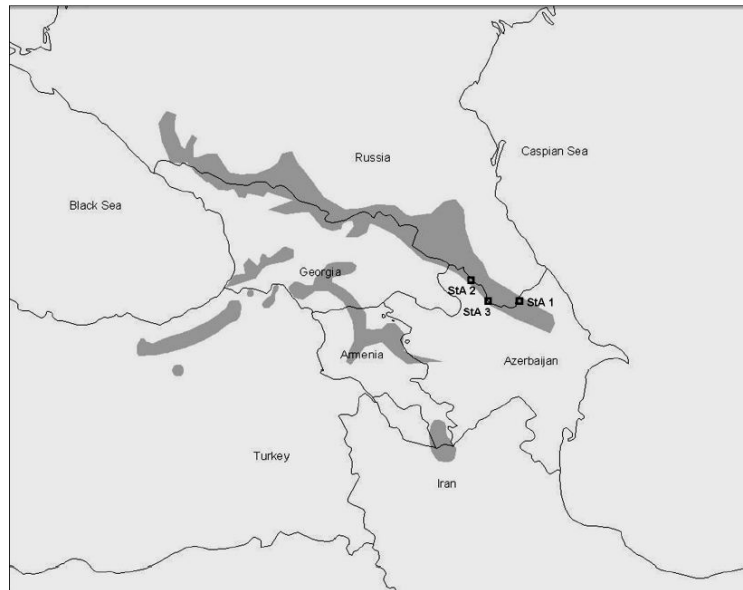 Russia
Caspian Sea
Black Sea
Georgia
StA 2
StA 1
StA 3
Armenia
Azerbaijan
Turkey
Iran